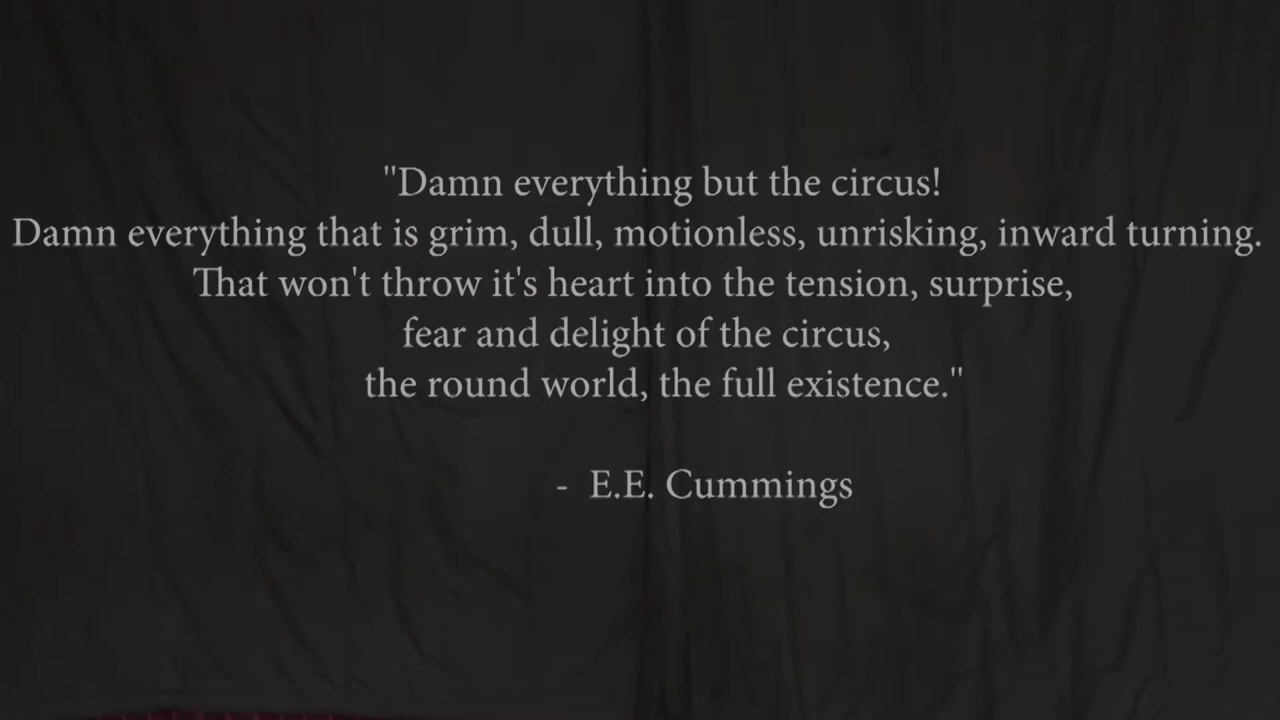 "Damn everything but the circus!
Damn everything that is grim, dull, motionless, unrisking, inward turning.
That won't throw it's heart into the tension, surprise,
fear and delight of the circus,
the round world, the full existence."
- E.E. Cummings